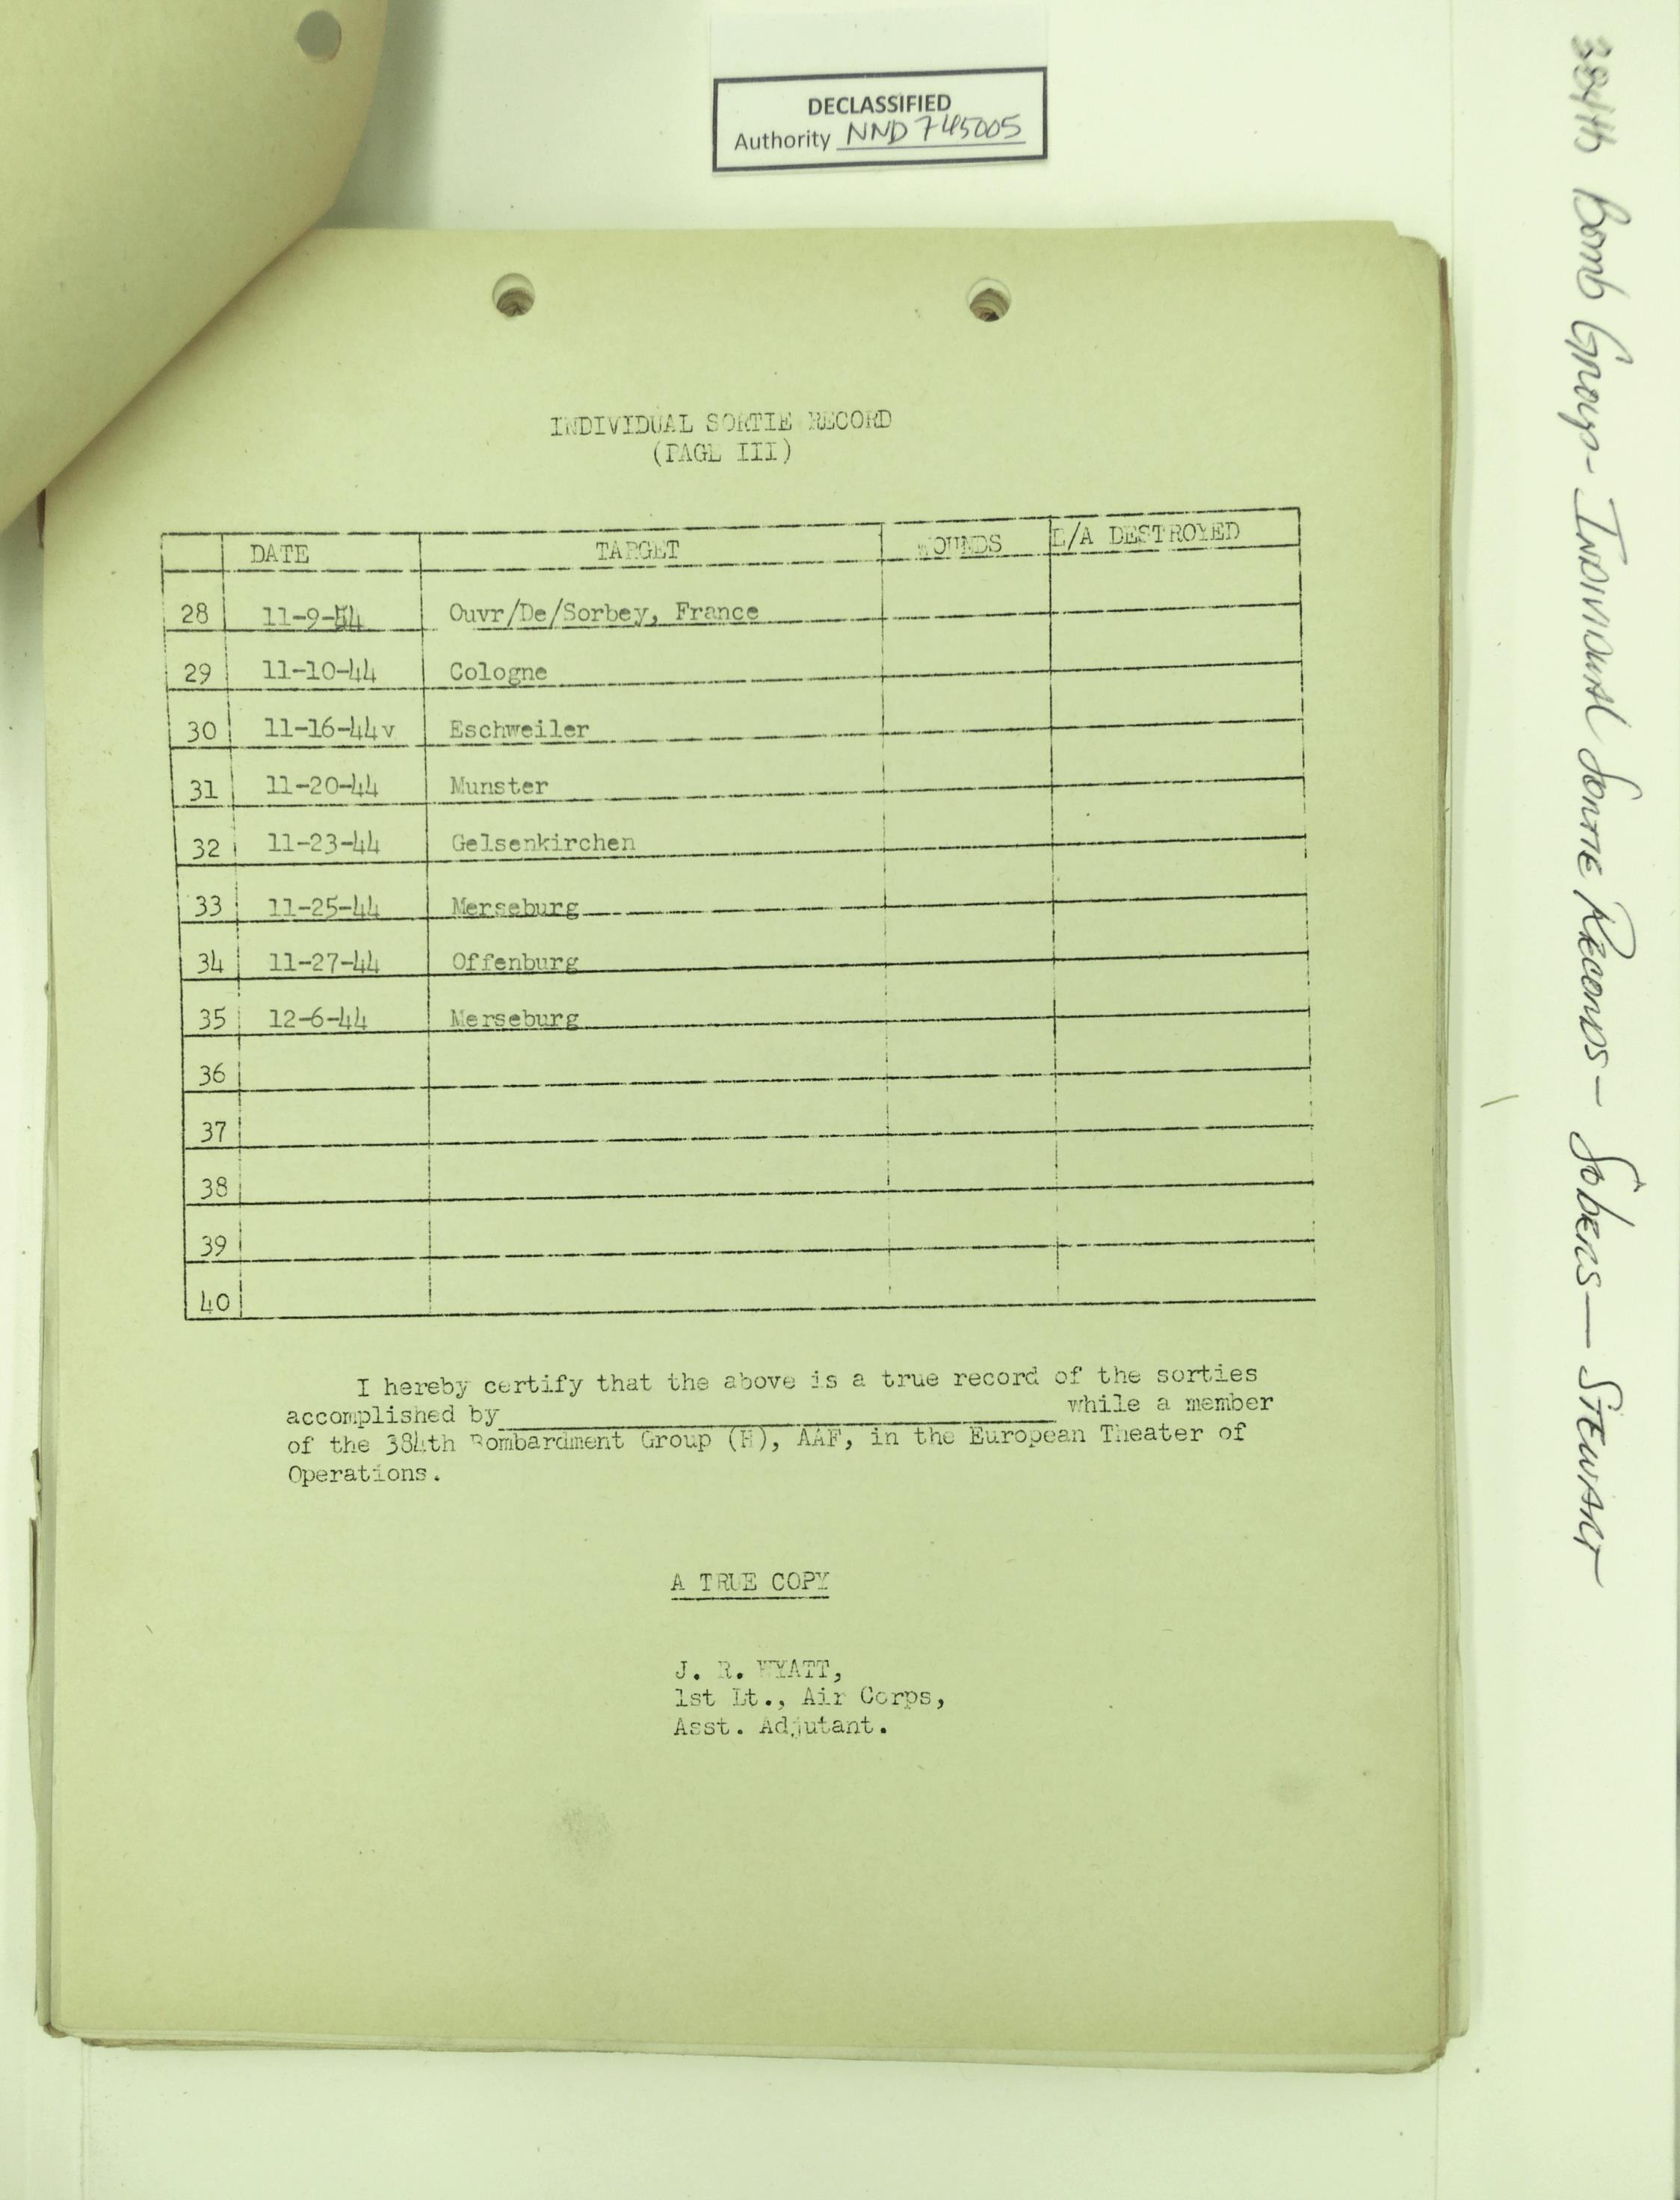 DECLASSIFIED
Authority NND 745005
384th Bomb Group - Individual Sortie Records - Sobers - Stewart
INDIVIDUAL SORTIE RECORD
(PAGE III)
DATE TARGET WOUNDS E/A DESTROYED
28 11-9-44 Ouvr/De/Sorbey, France
29 11-10-44 Cologne
30 11-16-44v Eschweiler
31 11-20-44 Munster
32 11-23-44 Gelsenkirchen
33 11-25-44 Merseburg
34 11-27-44 Offenburg
35 12-6-44 Merseburg
36
37
38
39
40
I hereby certify that the above is a true record of the sorties
accomplished by while a member
of the 384th Bombardment Group (H), AAF, in the European Theater of
Operations.
A TRUE COPY
J. R. WYATT,
1st Lt., Air Corps,
Asst. Adjutant.